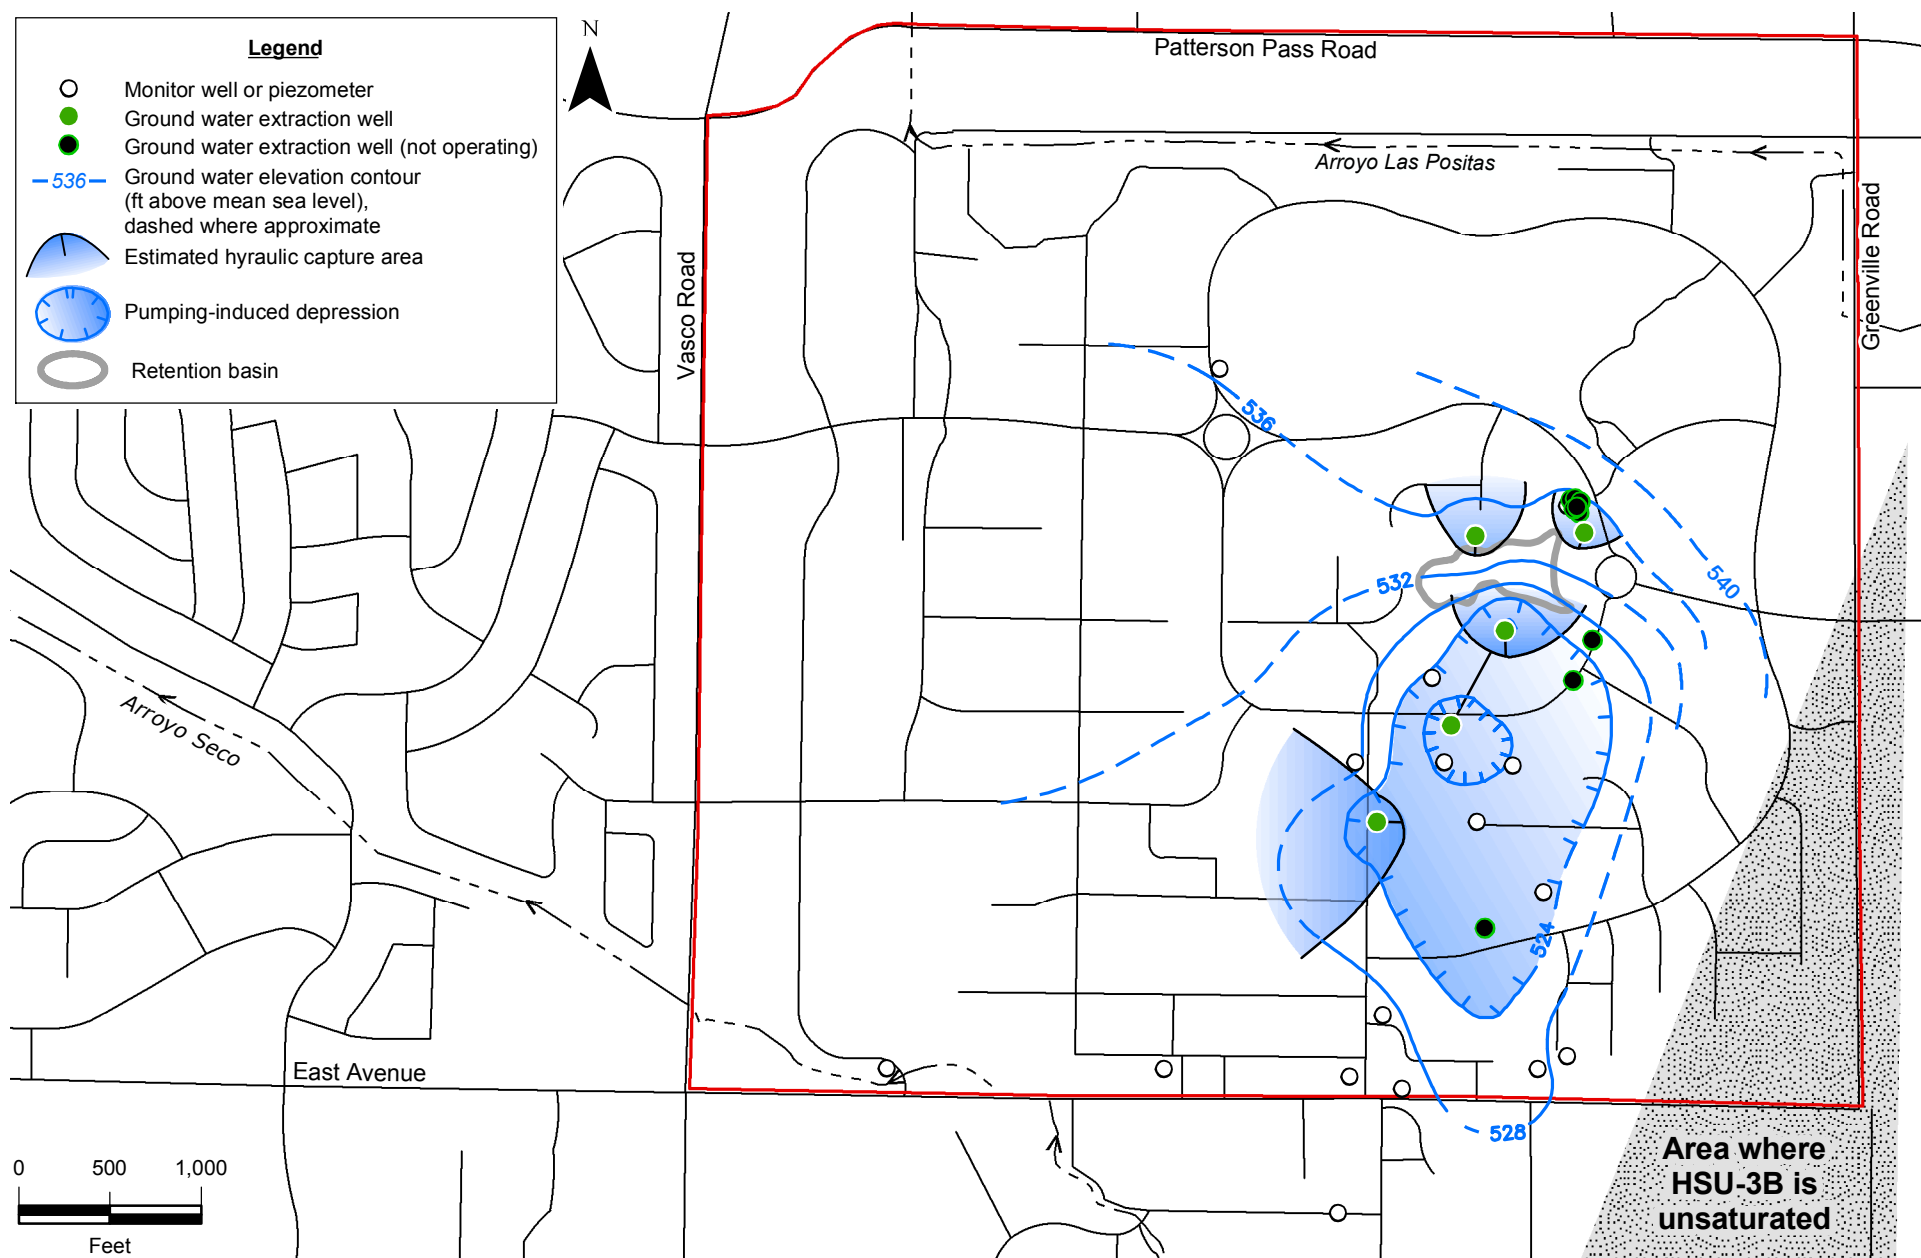 Legend
Monitor well or piezometer
Ground water extraction well
Ground water extraction well (not operating)
536
Ground water elevation contour
(ft above mean sea level),
dashed where approximate
Estimated hyraulic capture area
Pumping-induced depression
Retention basin
N
Patterson Pass Road
Arroyo Las Positas
Greenville Road
Vasco Road
536
532
540
Arroyo Seco
524
East Avenue
528
Area where
HSU-3B is
unsaturated
0 500 1,000
Feet